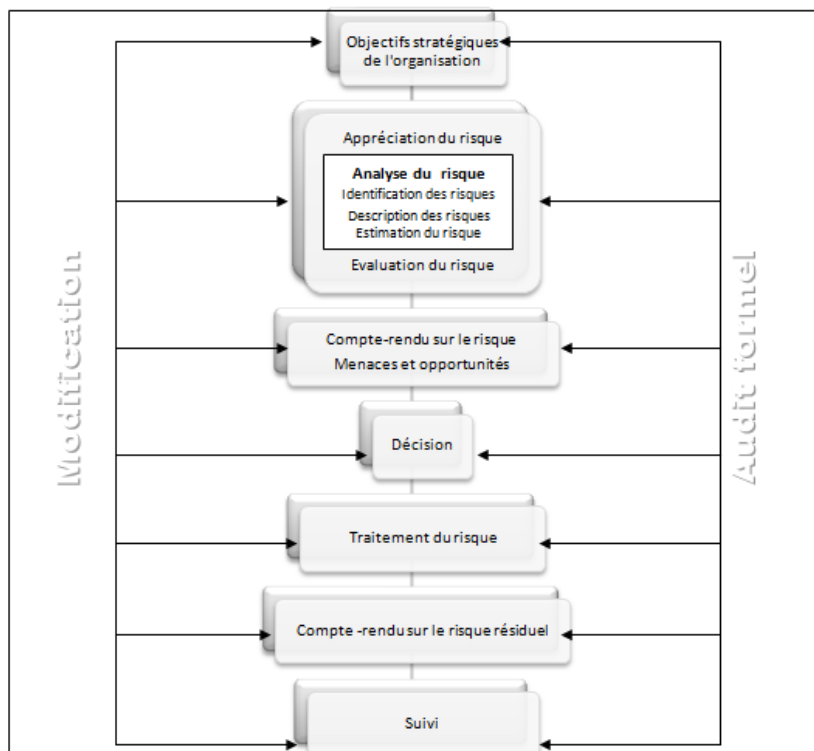 Objectifs stratégiques
de l'organisation
Appréciation du risque
Analyse du risque
Identification des risques
Description des risques
Estimation du risque
Evaluation du risque
Compte-rendu sur le risque
Menaces et opportunités
Décision
Traitement du risque
Compte -rendu sur le risque résiduel
Suivi
Modification
Audit formel